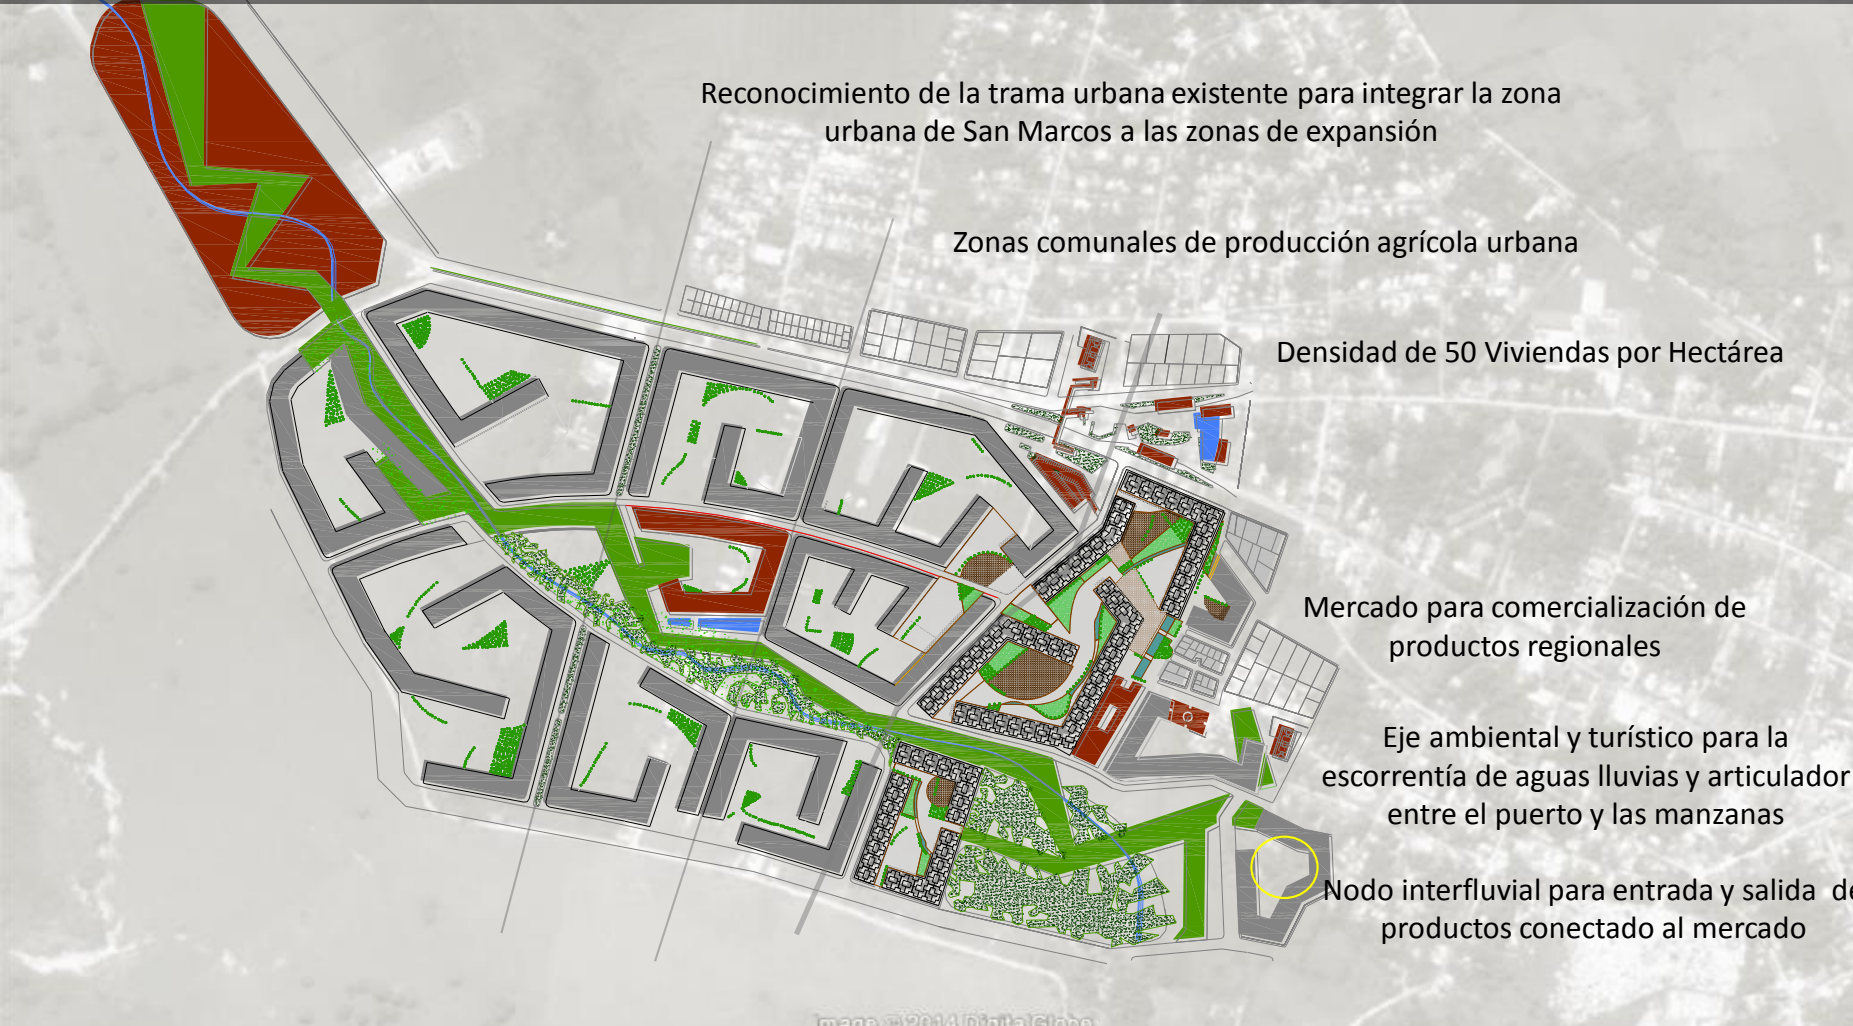 Reconocimiento de la trama urbana existente para integrar la zona
urbana de San Marcos a las zonas de expansión
Zonas comunales de producción agrícola urbana
Densidad de 50 Viviendas por Hectárea
Mercado para comercialización de
productos regionales
Eje ambiental y turístico para la
escorrentía de aguas lluvias y articulador
entre el puerto y las manzanas
Nodo interfluvial para entrada y salida de
productos conectado al mercado
Image © 2014 DigitalGlobe